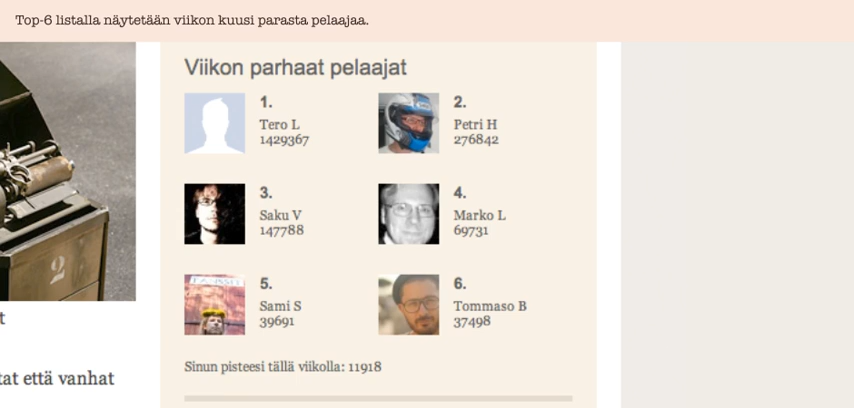 Top-6 listalla näytetään viikon kuusi parasta pelaajaa.
Viikon parhaat pelaajat
1.
Tero L
1429367
2.
Petri H
276842
3.
Saku V
147788
4.
Marko L
69731
5.
Sami S
39691
6.
Tommaso B
37498
Sinun pisteesi tällä viikolla: 11918
t
tat että vanhat
2